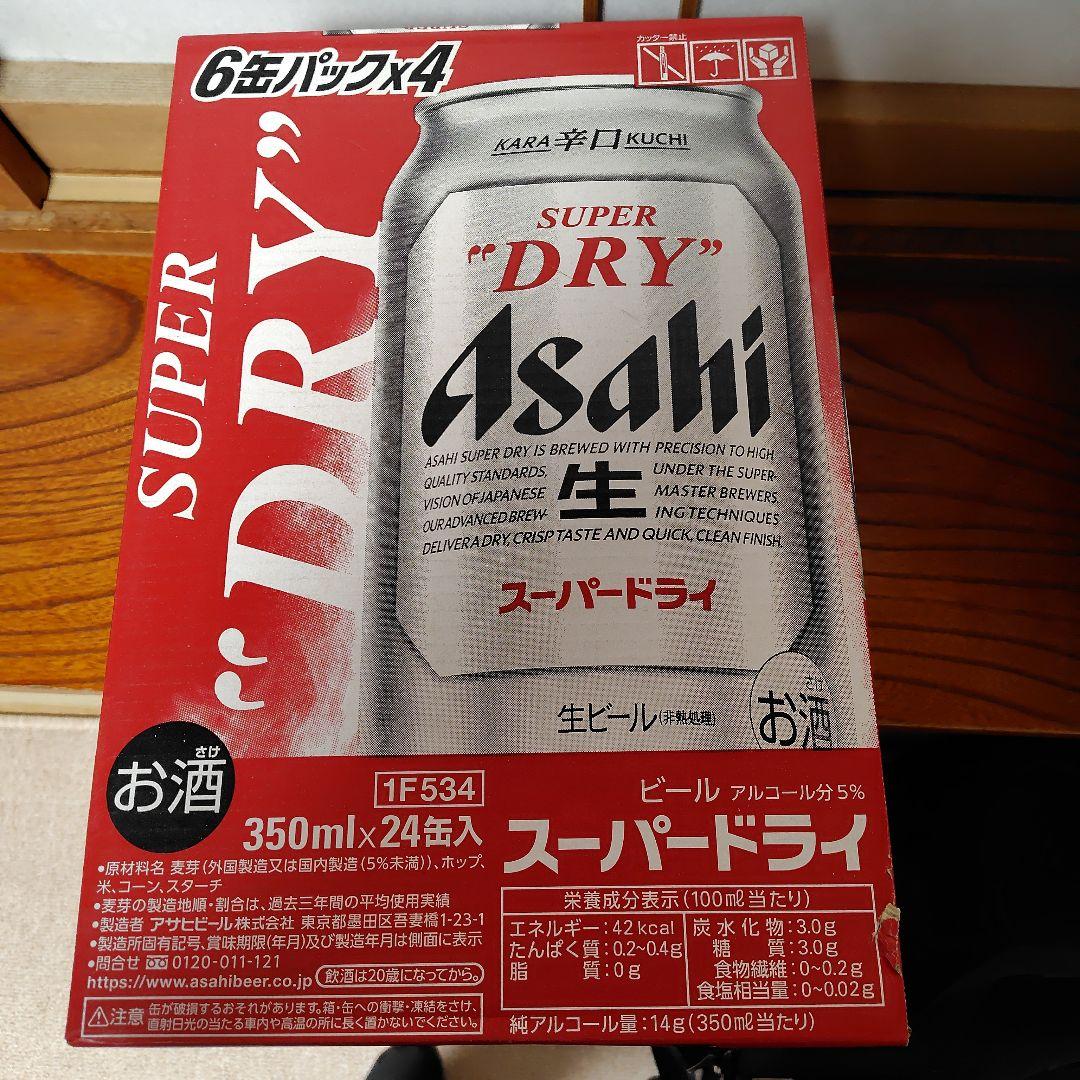 6缶パックx4
カッター禁止
SUPER
"DRY"
KARA 辛口 KUCHI
SUPER
"DRY"
Asahi
ASAHI SUPER DRY IS BREWED WITH PRECISION TO HIGH
QUALITY STANDARDS, UNDER THE SUPER-
VISION OF JAPANESE MASTER BREWERS,
生
OUR ADVANCED BREW- ING TECHNIQUES
DELIVER A DRY, CRISP TASTE AND QUICK, CLEAN FINISH.
スーパードライ
生ビール(非熱処理)
さけ
お酒
さけ
お酒
1F534
350ml×24缶入
ビール アルコール分5%
スーパードライ
•原材料名 麦芽(外国製造又は国内製造(5%未満))、ホップ、
米、コーン、スターチ
•麦芽の製造地順・割合は、過去三年間の平均使用実績
•製造者 アサヒビール株式会社 東京都墨田区吾妻橋1-23-1
•製造所固有記号、賞味期限(年月)及び製造年月は側面に表示
•問合せ 0120-011-121
https://www.asahibeer.co.jp 飲酒は20歳になってから。
注意 缶が破損するおそれがあります。箱・缶への衝撃・凍結をさけ、
直射日光の当たる車内や高温の所に長く置かないでください。
栄養成分表示(100ml当たり)
エネルギー:42kcal
たんぱく質:0.2~0.4g
脂質:0g
炭水化物:3.0g
糖質:3.0g
食物繊維:0~0.2g
食塩相当量:0~0.02g
純アルコール量:14g(350ml当たり)